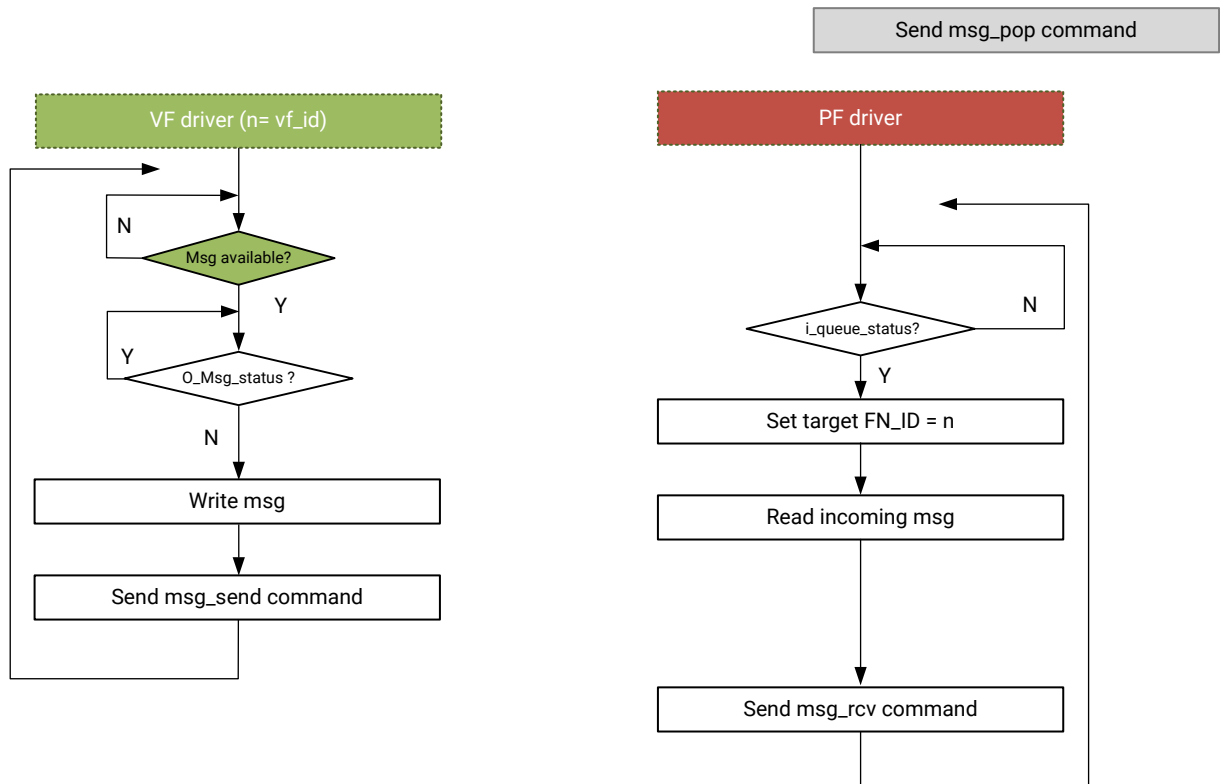 Send msg_pop command
VF driver (n= vf_id)
N
Msg available?
Y
Y
O_Msg_status ?
N
Write msg
Send msg_send command
PF driver
N
i_queue_status?
Y
Set target FN_ID = n
Read incoming msg
Send msg_rcv command